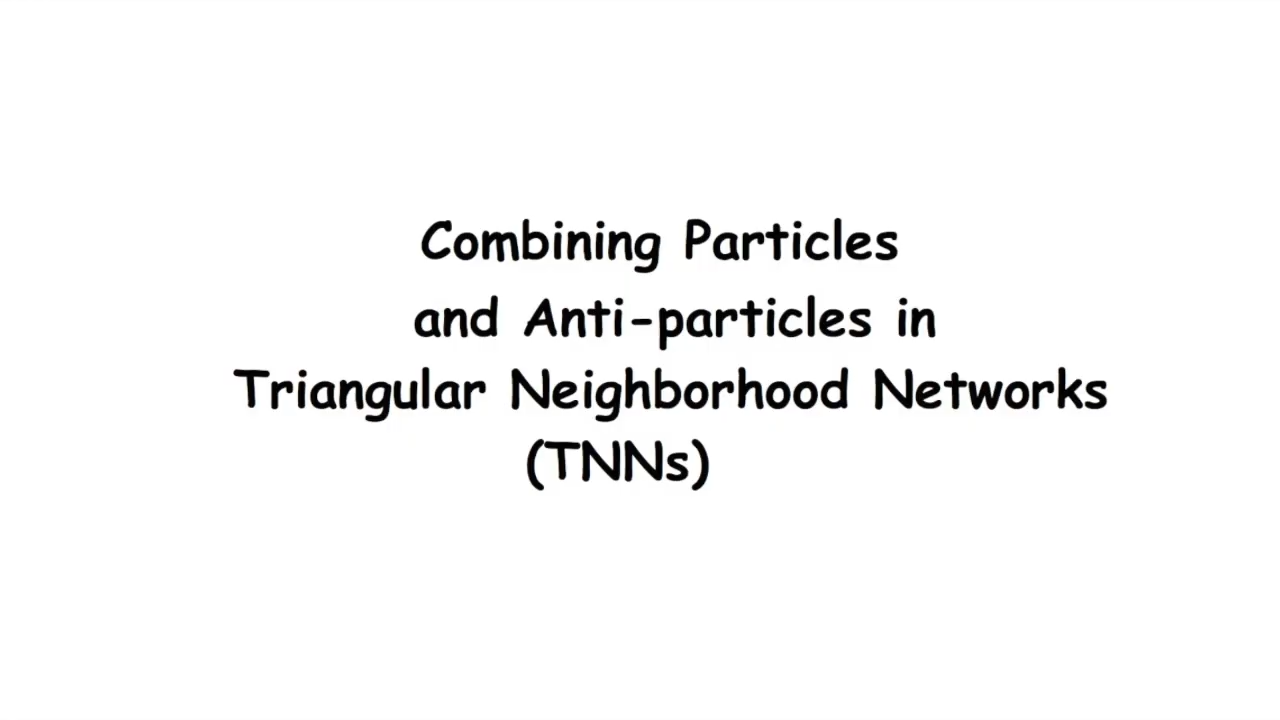 Combining Particles
and Anti-particles in
Triangular Neighborhood Networks
(TNNs)